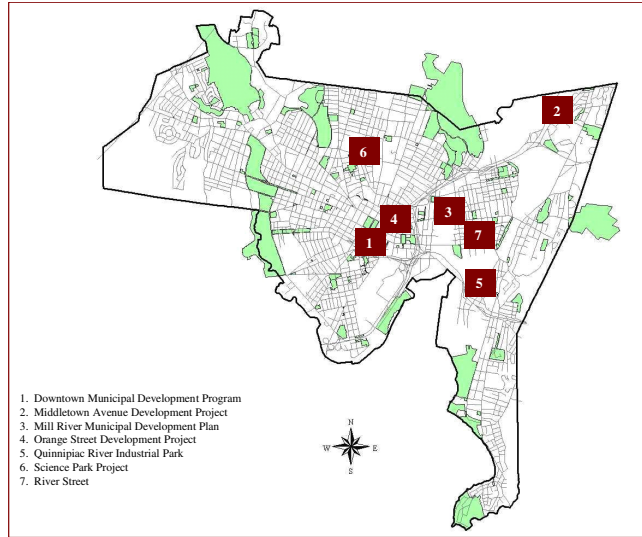 2
6
3
4
7
1
5
1. Downtown Municipal Development Program
2. Middletown Avenue Development Project
3. Mill River Municipal Development Plan
4. Orange Street Development Project
5. Quinnipiac River Industrial Park
6. Science Park Project
7. River Street
N
W E
S